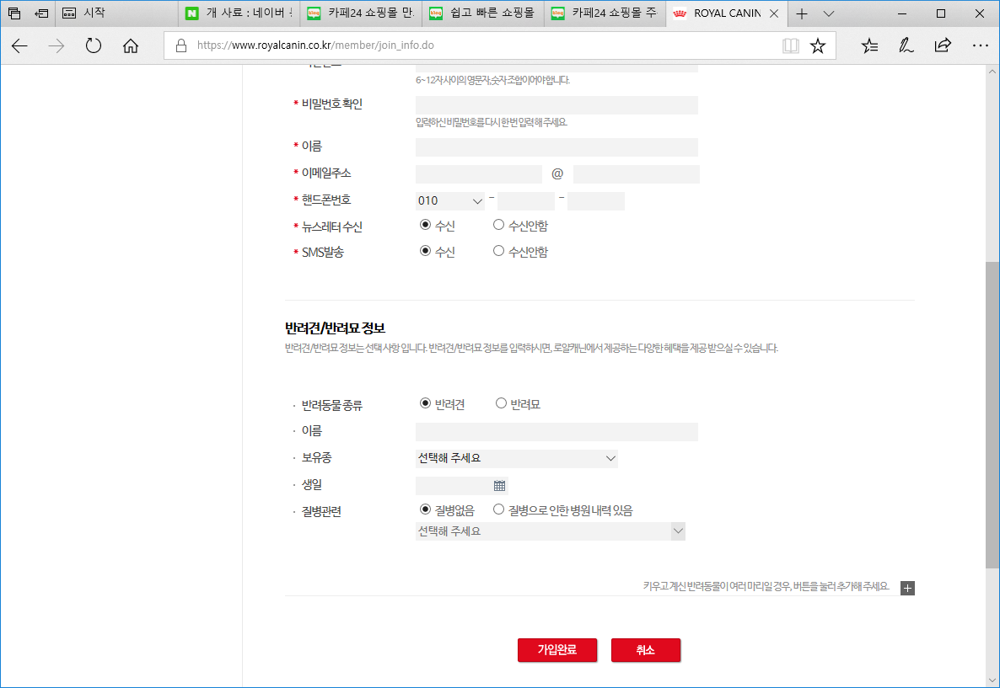 시작
개 사료 : 네이버
카페24 쇼핑몰 만
쉽고 빠른 쇼핑몰
카페24 쇼핑몰 주
ROYAL CANIN
https://www.royalcanin.co.kr/member/join_info.do
6~12자 사이의 영문자,숫자 조합이어야 합니다.
* 비밀번호 확인
입력하신 비밀번호를 다시 한 번 입력해 주세요.
* 이름
* 이메일주소 @
* 핸드폰번호 010 - -
* 뉴스레터 수신 수신 수신안함
* SMS발송 수신 수신안함
반려견/반려묘 정보
반려견/반려묘 정보는 선택 사항 입니다. 반려견/반려묘 정보를 입력하시면, 로얄캐닌에서 제공하는 다양한 혜택을 제공 받으실 수 있습니다.
· 반려동물 종류 반려견 반려묘
· 이름
· 보유종 선택해 주세요
· 생일
· 질병관련 질병없음 질병으로 인한 병원 내력 있음
선택해 주세요
키우고 계신 반려동물이 여러 마리일 경우, 버튼을 눌러 추가해 주세요. +
가입완료 취소